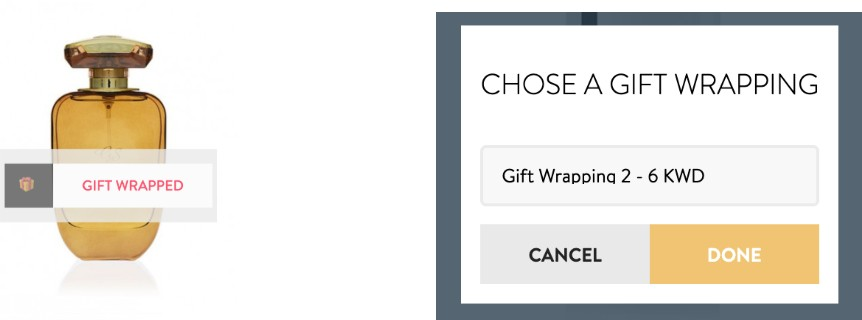 GIFT WRAPPED
CHOSE A GIFT WRAPPING
Gift Wrapping 2 - 6 KWD
CANCEL
DONE